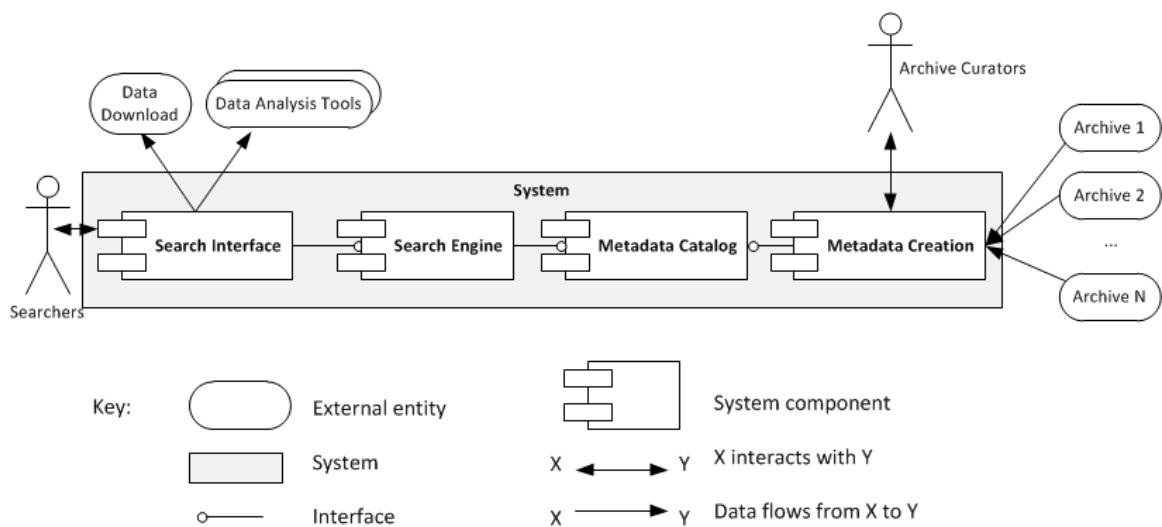 Archive Curators
Data
Download
Data Analysis Tools
Archive 1
System
Archive 2
Search Interface
Search Engine
Metadata Catalog
Metadata Creation
...
Archive N
Searchers
Key:
External entity
System component
System
X
Y
X interacts with Y
Interface
X
Y
Data flows from X to Y